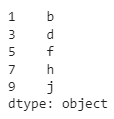 1    b
3    d
5    f
7    h
9    j
dtype: object